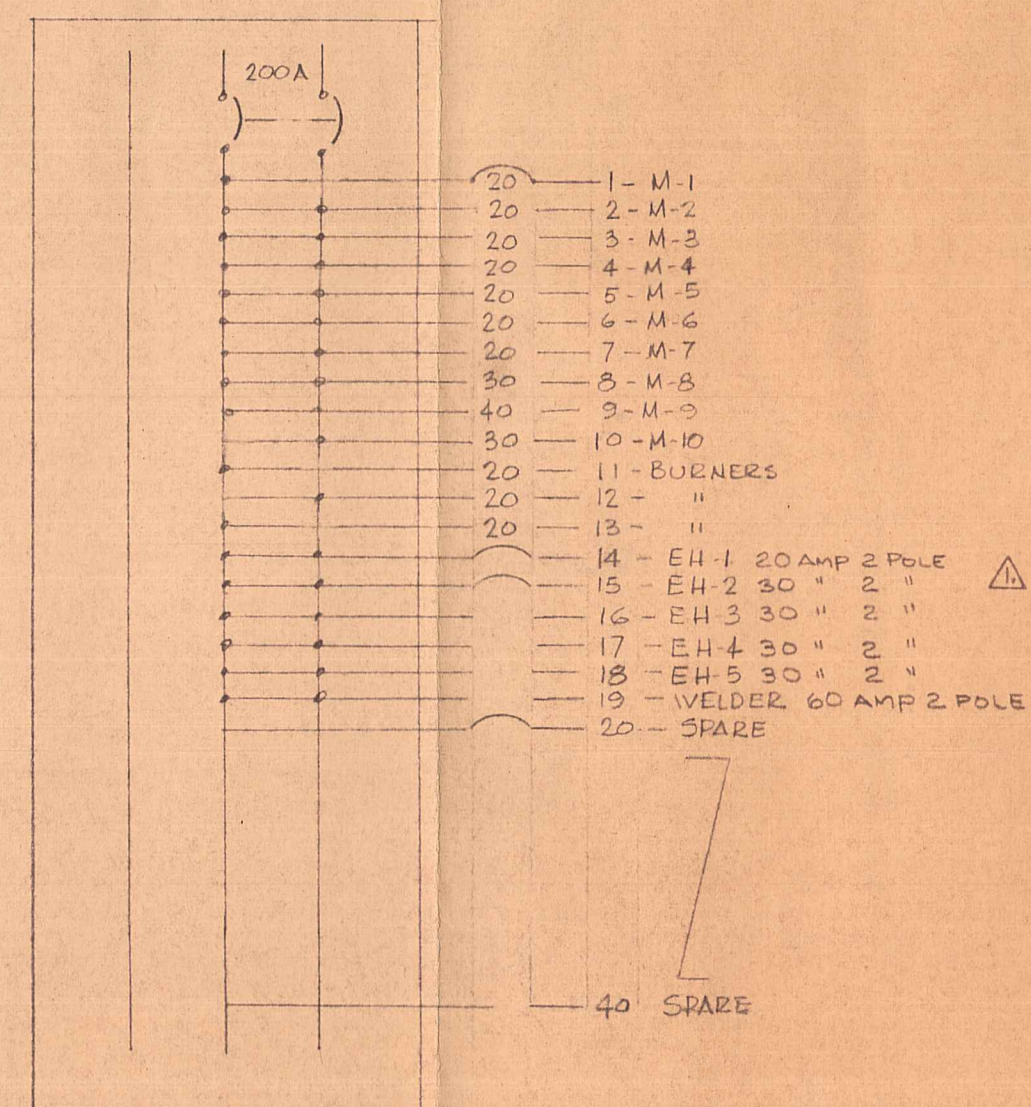 200A
20 1 - M-1
20 2 - M-2
20 3 - M-3
20 4 - M-4
20 5 - M-5
20 6 - M-6
20 7 - M-7
30 8 - M-8
40 9 - M-9
30 10 - M-10
20 11 - BURNERS
20 12 - "
20 13 - "
14 - EH-1 20 AMP 2 POLE
15 - EH-2 30 " 2 " 1.
16 - EH-3 30 " 2 "
17 - EH-4 30 " 2 "
18 - EH-5 30 " 2 "
19 - WELDER 60 AMP 2 POLE
20 - SPARE
40 SPARE